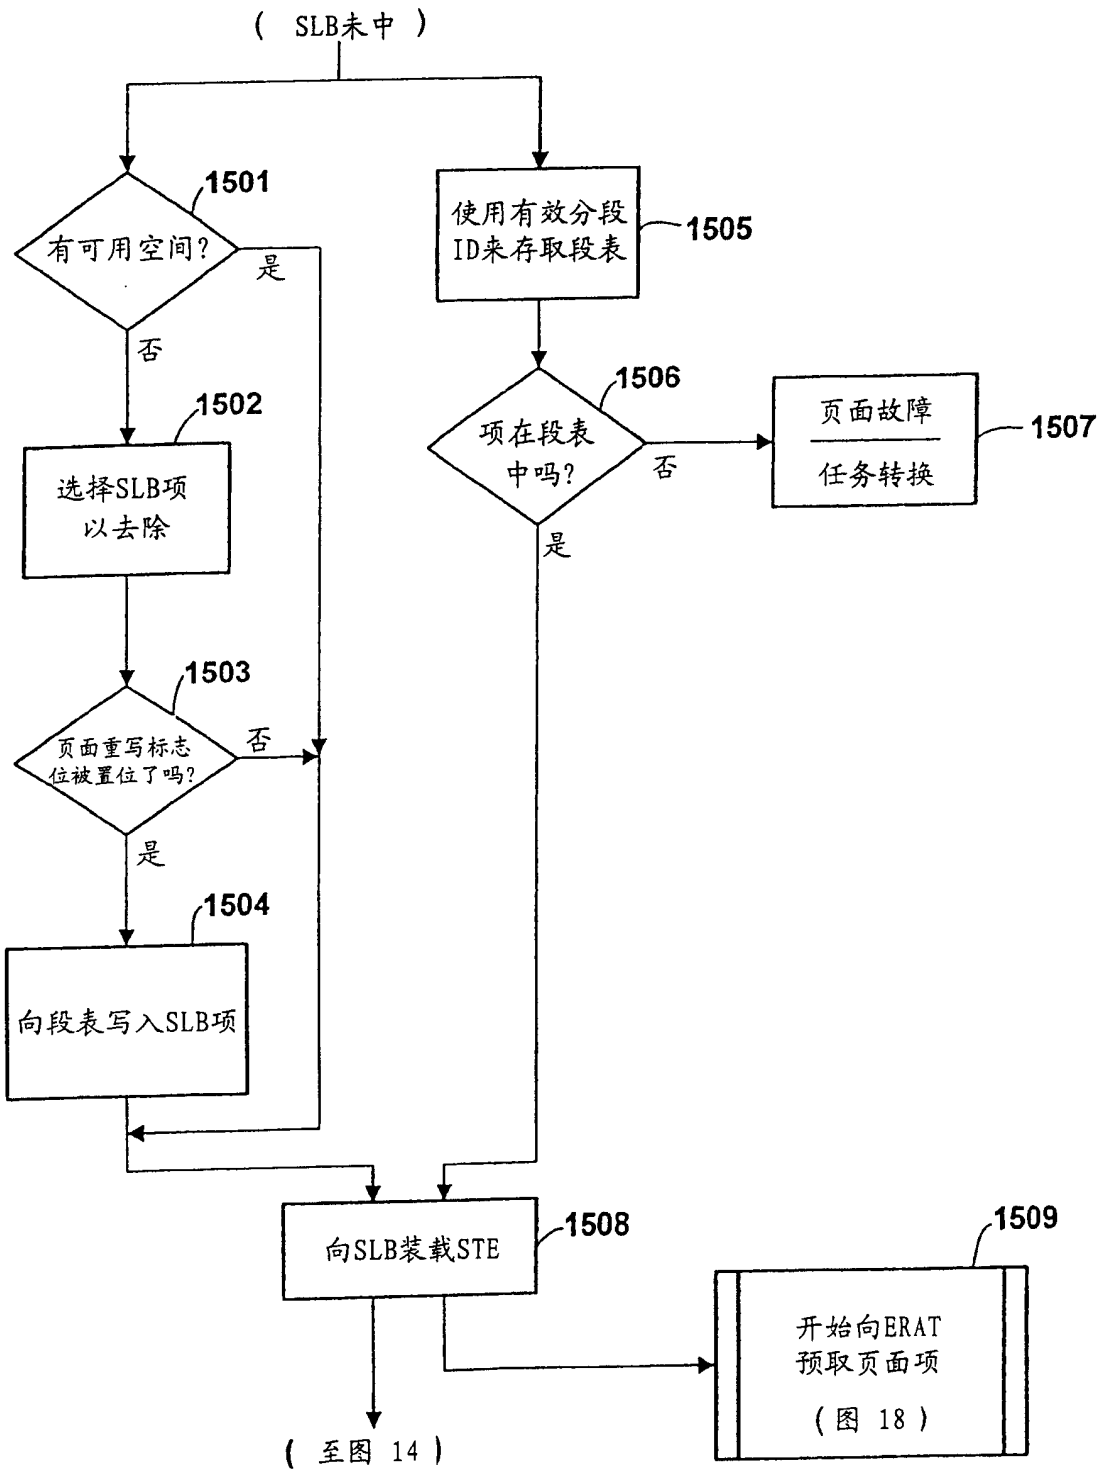 ( SLB未中 )
1501
有可用空间?
是
否
1502
选择SLB项
以去除
1503
页面重写标志
位被置位了吗?
否
是
1504
向段表写入SLB项
1505
使用有效分段
ID来存取段表
1506
项在段表
中吗?
否
是
1507
页面故障
任务转换
1508
向SLB装载STE
1509
开始向ERAT
预取页面项
( 图 18 )
( 至图 14 )